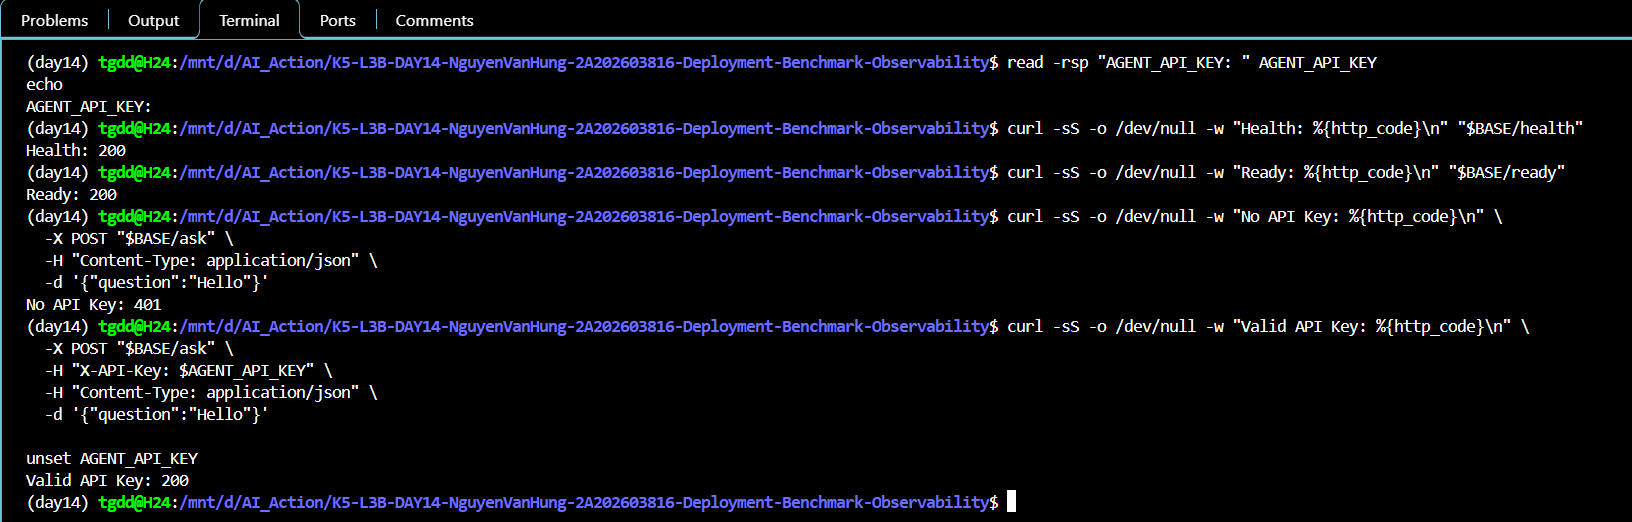 Problems Output Terminal Ports Comments
(day14) tgdd@H24:/mnt/d/AI_Action/K5-L3B-DAY14-NguyenVanHung-2A202603816-Deployment-Benchmark-Observability$ read -rsp "AGENT_API_KEY: " AGENT_API_KEY
echo
AGENT_API_KEY:
(day14) tgdd@H24:/mnt/d/AI_Action/K5-L3B-DAY14-NguyenVanHung-2A202603816-Deployment-Benchmark-Observability$ curl -sS -o /dev/null -w "Health: %{http_code}\n" "$BASE/health"
Health: 200
(day14) tgdd@H24:/mnt/d/AI_Action/K5-L3B-DAY14-NguyenVanHung-2A202603816-Deployment-Benchmark-Observability$ curl -sS -o /dev/null -w "Ready: %{http_code}\n" "$BASE/ready"
Ready: 200
(day14) tgdd@H24:/mnt/d/AI_Action/K5-L3B-DAY14-NguyenVanHung-2A202603816-Deployment-Benchmark-Observability$ curl -sS -o /dev/null -w "No API Key: %{http_code}\n" \
  -X POST "$BASE/ask" \
  -H "Content-Type: application/json" \
  -d '{"question":"Hello"}'
No API Key: 401
(day14) tgdd@H24:/mnt/d/AI_Action/K5-L3B-DAY14-NguyenVanHung-2A202603816-Deployment-Benchmark-Observability$ curl -sS -o /dev/null -w "Valid API Key: %{http_code}\n" \
  -X POST "$BASE/ask" \
  -H "X-API-Key: $AGENT_API_KEY" \
  -H "Content-Type: application/json" \
  -d '{"question":"Hello"}'

unset AGENT_API_KEY
Valid API Key: 200
(day14) tgdd@H24:/mnt/d/AI_Action/K5-L3B-DAY14-NguyenVanHung-2A202603816-Deployment-Benchmark-Observability$